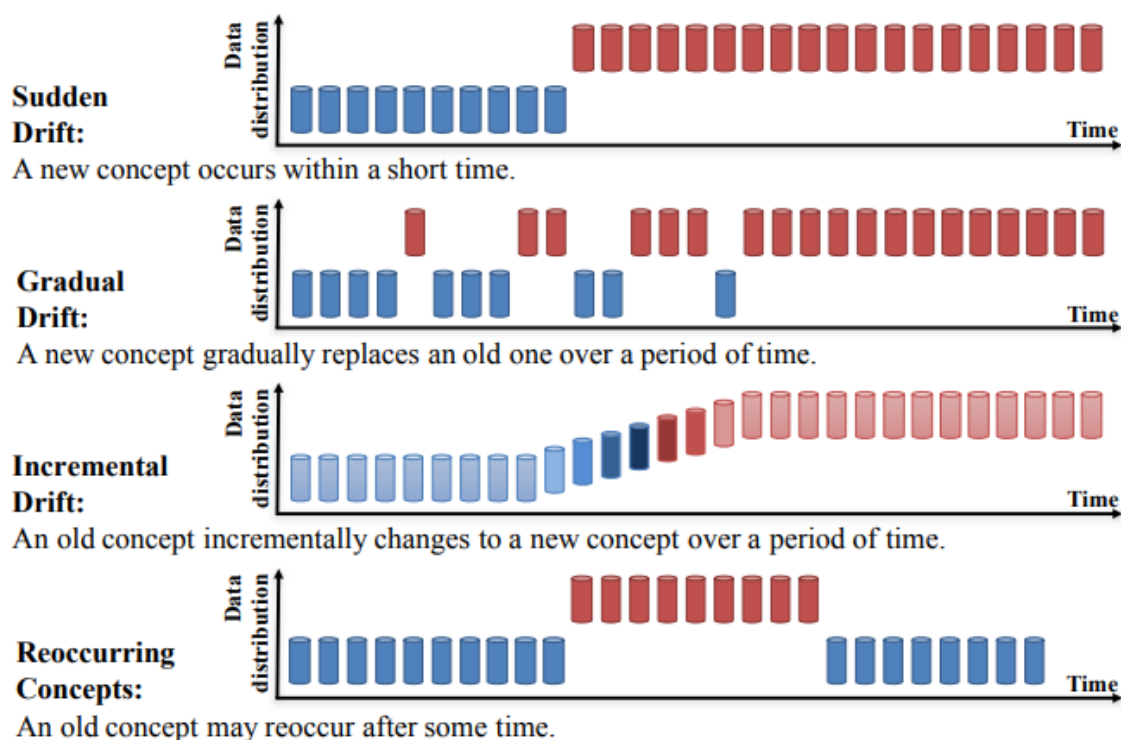 Data
distribution
Sudden
Drift:
Time
A new concept occurs within a short time.
Data
distribution
Gradual
Drift:
Time
A new concept gradually replaces an old one over a period of time.
Data
distribution
Incremental
Drift:
Time
An old concept incrementally changes to a new concept over a period of time.
Data
distribution
Reoccurring
Concepts:
Time
An old concept may reoccur after some time.